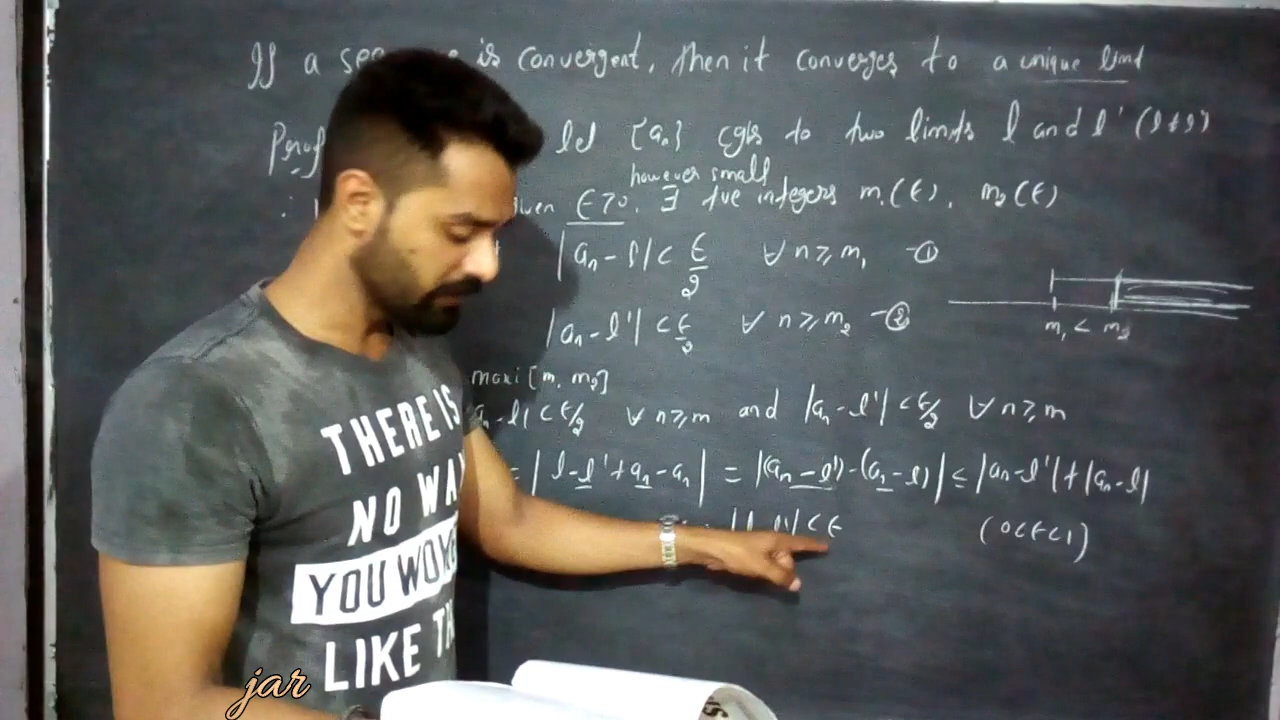 If a is convergent, then it converges to a unique limit
Proof let {an} cgs to two limits l and l' (l≠l')
however small
∴ given ε>0, ∃ +ve integers m1(ε), m2(ε)
|an - l| < ε/2 ∀ n ≥ m1 -①
|an - l'| < ε/2 ∀ n ≥ m2 -②
m1 < m2
maxi [m1 m2]
an - l| < ε/2 ∀ n ≥ m and |an - l'| < ε/2 ∀ n ≥ m
= |l - l' + an - an| = |(an - l') - (an - l)| ≤ |an - l'| + |an - l|
| < ε (0<ε<1)
THERE IS
NO WA
YOU WOKE
LIKE TH
jar